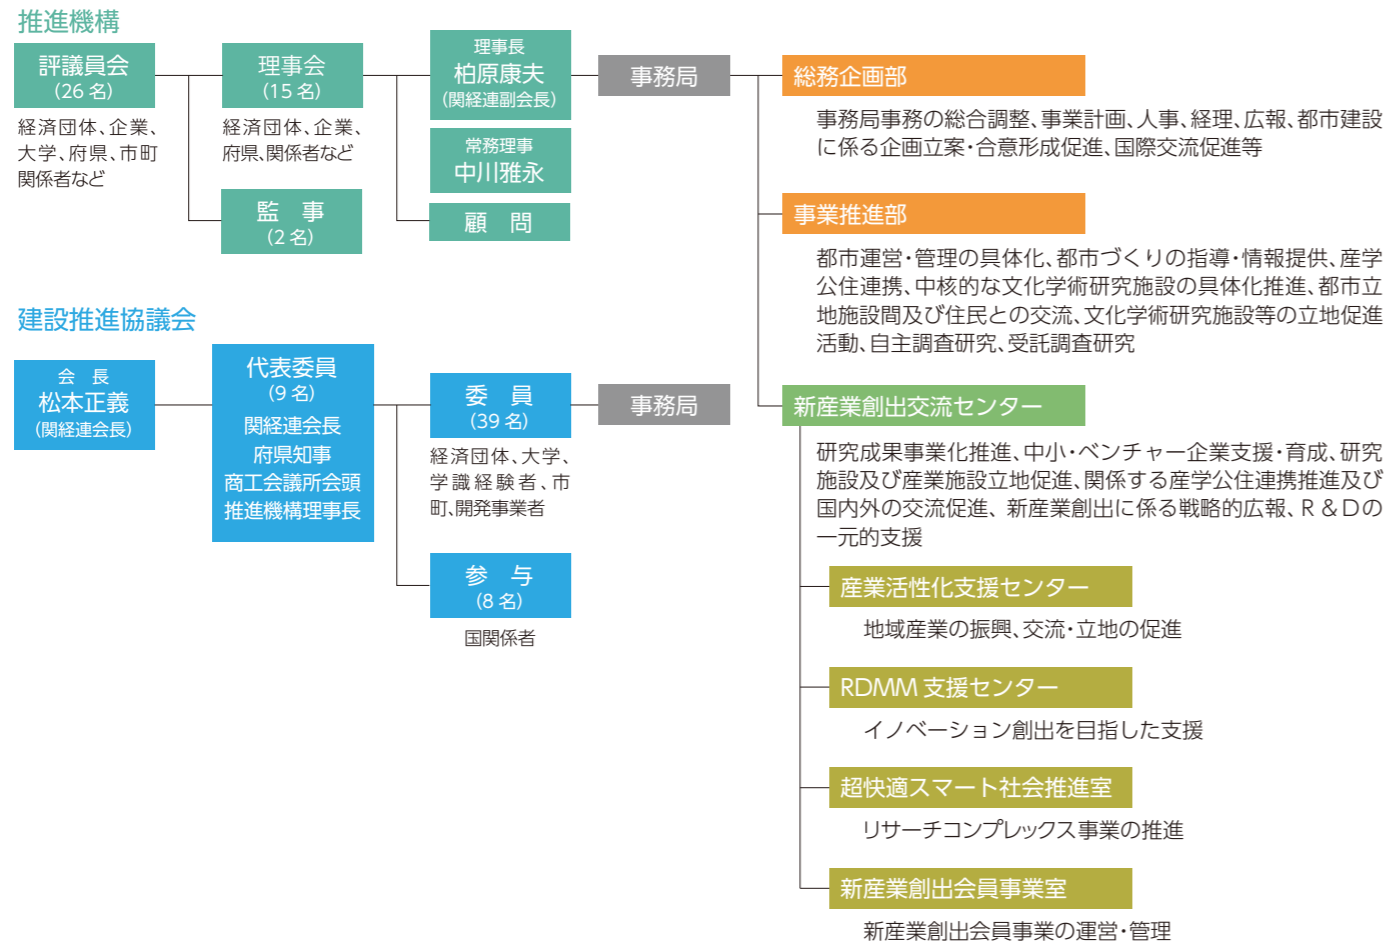 推進機構
評議員会
(26 名)
経済団体、企業、
大学、府県、市町
関係者など
理事会
(15 名)
経済団体、企業、
府県、関係者など
監　事
(2 名)
理事長
柏原康夫
(関経連副会長)
常務理事
中川雅永
顧　問
事務局
総務企画部
事務局事務の総合調整、事業計画、人事、経理、広報、都市建設
に係る企画立案・合意形成促進、国際交流促進等
事業推進部
都市運営・管理の具体化、都市づくりの指導・情報提供、産学
公住連携、中核的な文化学術研究施設の具体化推進、都市立
地施設間及び住民との交流、文化学術研究施設等の立地促進
活動、自主調査研究、受託調査研究
新産業創出交流センター
研究成果事業化推進、中小・ベンチャー企業支援・育成、研究
施設及び産業施設立地促進、関係する産学公住連携推進及び
国内外の交流促進、新産業創出に係る戦略的広報、R＆Dの
一元的支援
産業活性化支援センター
地域産業の振興、交流・立地の促進
RDMM 支援センター
イノベーション創出を目指した支援
超快適スマート社会推進室
リサーチコンプレックス事業の推進
新産業創出会員事業室
新産業創出会員事業の運営・管理
建設推進協議会
会　長
松本正義
(関経連会長)
代表委員
(9 名)
関経連会長
府県知事
商工会議所会頭
推進機構理事長
委　員
(39 名)
経済団体、大学、
学識経験者、市
町、開発事業者
参　与
(8 名)
国関係者
事務局